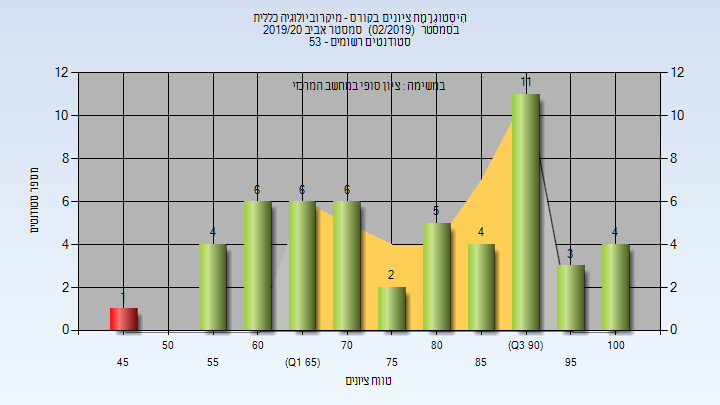 היסטוגרמת ציונים בקורס - מיקרוביולוגיה כללית
בסמסטר (02/2019) סמסטר אביב 2019/20
סטודנטים רשומים - 53
במשימה : ציון סופי במחשב המרכזי
12 12
10 10
8 8
6 6
4 4
2 2
0 0
1 4 6 6 6 2 5 4 11 3 4
מספר סטודנטים
45 50 55 60 (Q1 65) 70 75 80 85 (Q3 90) 95 100
טווח ציונים